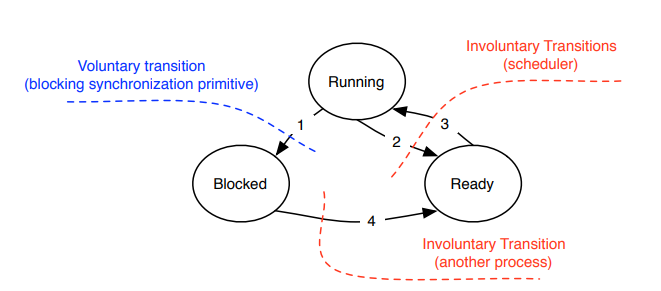 Involuntary Transitions
(scheduler)
Voluntary transition
(blocking synchronization primitive)
Running
1
3
2
Blocked
Ready
4
Involuntary Transition
(another process)